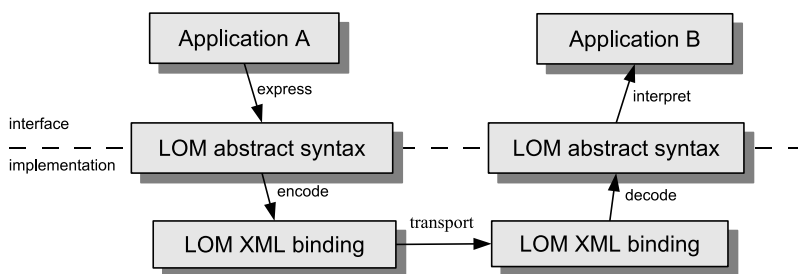 Application A
Application B
express
interpret
interface
LOM abstract syntax
LOM abstract syntax
implementation
encode
decode
transport
LOM XML binding
LOM XML binding